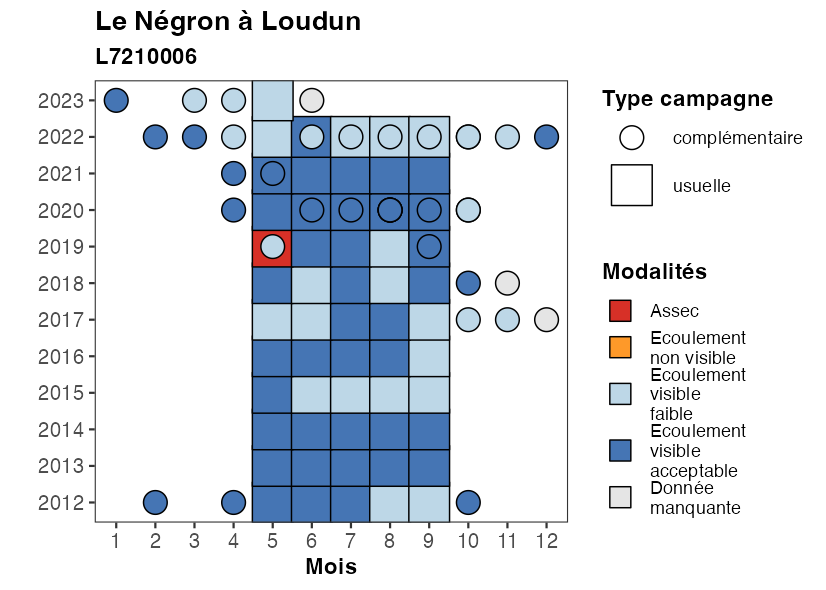 Le Négron à Loudun
L7210006
2023
2022
2021
2020
2019
2018
2017
2016
2015
2014
2013
2012
1 2 3 4 5 6 7 8 9 10 11 12
Mois
Type campagne
complémentaire
usuelle
Modalités
Assec
Ecoulement
non visible
Ecoulement
visible
faible
Ecoulement
visible
acceptable
Donnée
manquante